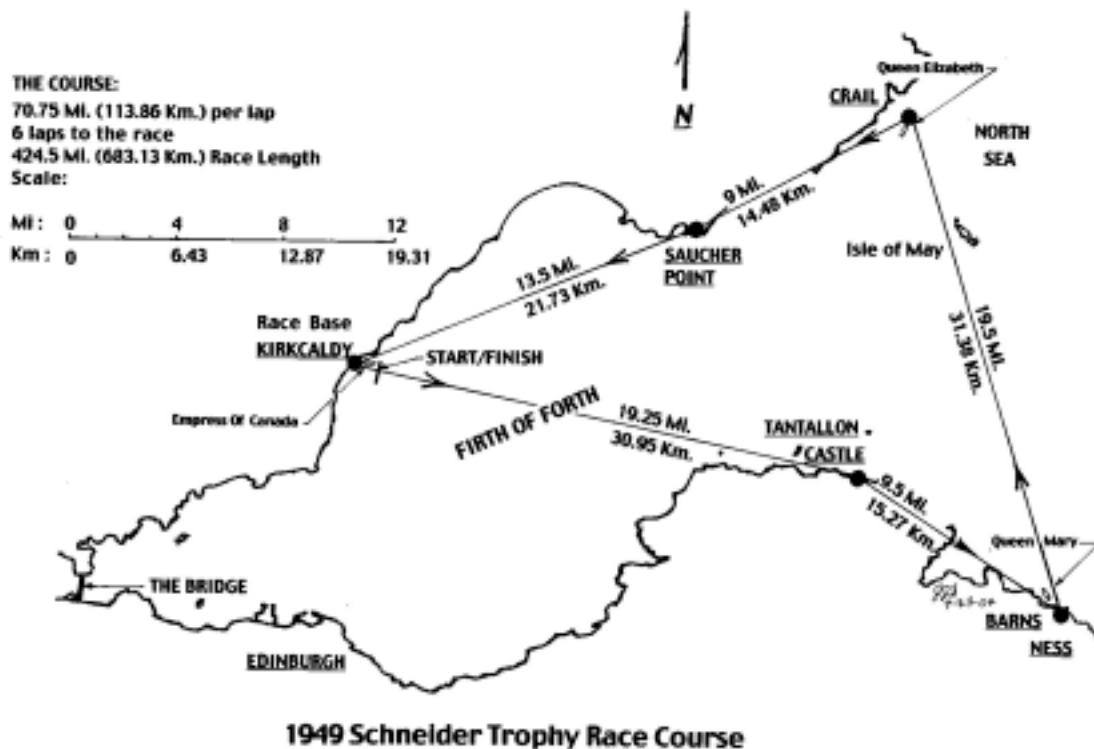 THE COURSE:
70.75 Mi. (113.86 Km.) per lap
6 laps to the race
424.5 Mi. (683.13 Km.) Race Length
Scale:
Mi : 0 4 8 12
Km : 0 6.43 12.87 19.31
N
Queen Elizabeth
CRAIL
NORTH
SEA
9 Mi.
14.48 Km.
Isle of May
SAUCHER
POINT
13.5 Mi.
21.73 Km.
19.5 Mi.
31.38 Km.
Race Base
KIRKCALDY
START/FINISH
Empress Of Canada
FIRTH OF FORTH
19.25 Mi.
30.95 Km.
TANTALLON
CASTLE
9.5 Mi.
15.27 Km.
Queen Mary
THE BRIDGE
BARNS
NESS
EDINBURGH
1949 Schneider Trophy Race Course